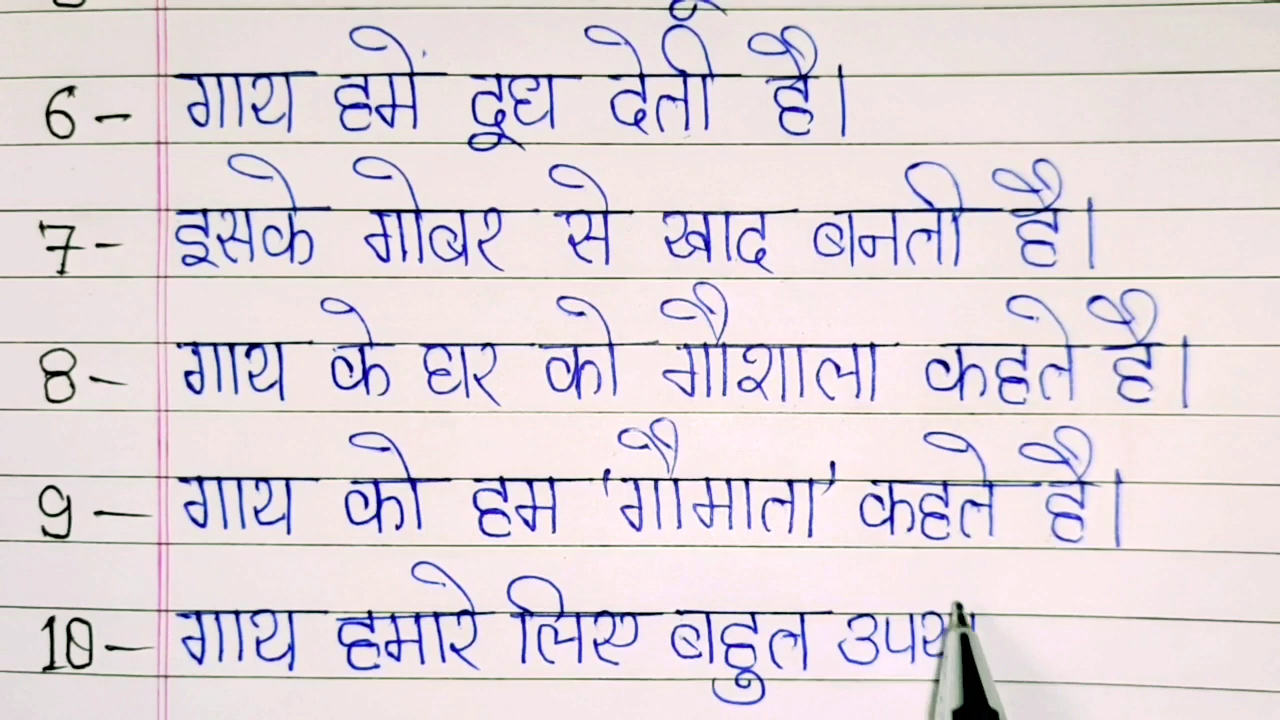 6- गाय हमें दूध देती है।
7- इसके गोबर से खाद बनती है।
8- गाय के घर को गौशाला कहते है।
9- गाय को हम 'गौमाता' कहते है।
10- गाय हमारे लिए बहुत